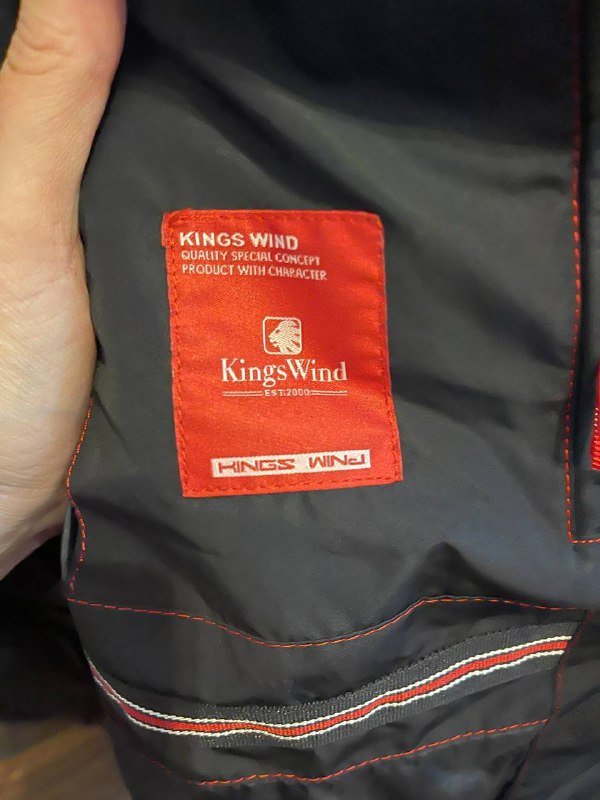 KINGS WIND
QUALITY SPECIAL CONCEPT
PRODUCT WITH CHARACTER
KingsWind
EST.2000
KINGS WIND